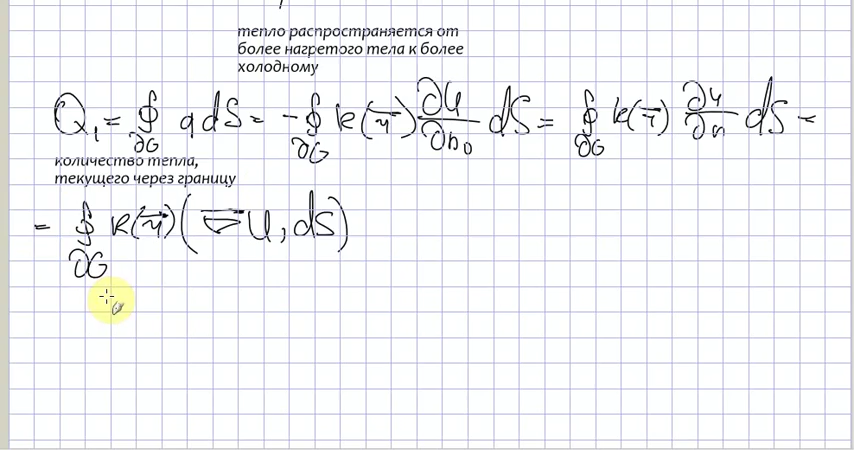 тепло распространяется от
более нагретого тела к более
холодному
Q₁ = ∮_∂G q dS = -∮_∂G k(r⃗) ∂u/∂n₀ dS = ∮_∂G k(r⃗) ∂u/∂n dS =
количество тепла,
текущего через границу
= ∮_∂G k(r⃗)(∇u, dS)